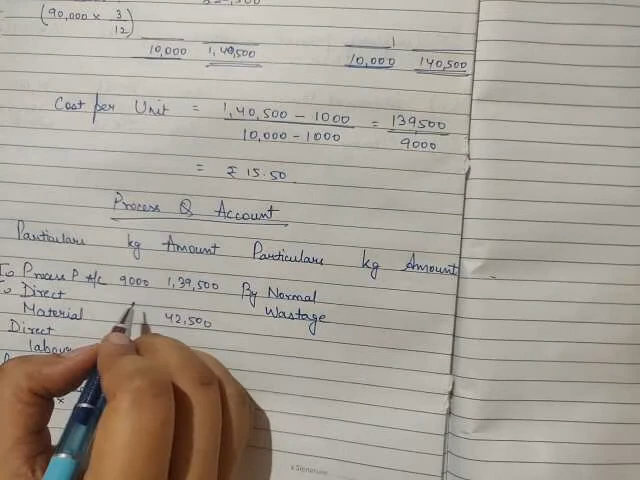 (90,000 × 3/12)
10,000 1,40,500 10,000 140,500
Cost per Unit = 1,40,500 - 1000 / 10,000 - 1000 = 139500 / 9000
= ₹ 15.50
Process Q Account
Particulars kg Amount Particulars kg Amount
To Process P A/c 9000 1,39,500 By Normal
To Direct Wastage
Material 42,500
Direct
labour